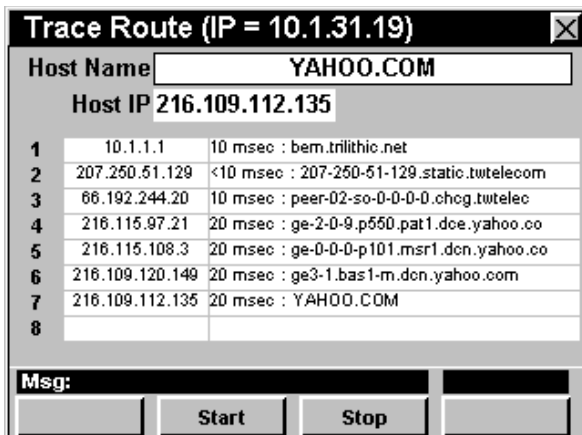 Trace Route (IP = 10.1.31.19)
Host Name YAHOO.COM
Host IP 216.109.112.135
1 10.1.1.1 10 msec : bem.trilithic.net
2 207.250.51.129 <10 msec : 207-250-51-129.static.twtelecom
3 66.192.244.20 10 msec : peer-02-so-0-0-0-0.chcg.twtelec
4 216.115.97.21 20 msec : ge-2-0-9.p550.pat1.dce.yahoo.co
5 216.115.108.3 20 msec : ge-0-0-0-p101.msr1.dcn.yahoo.co
6 216.109.120.149 20 msec : ge3-1.bas1-m.dcn.yahoo.com
7 216.109.112.135 20 msec : YAHOO.COM
8
Msg:
Start Stop